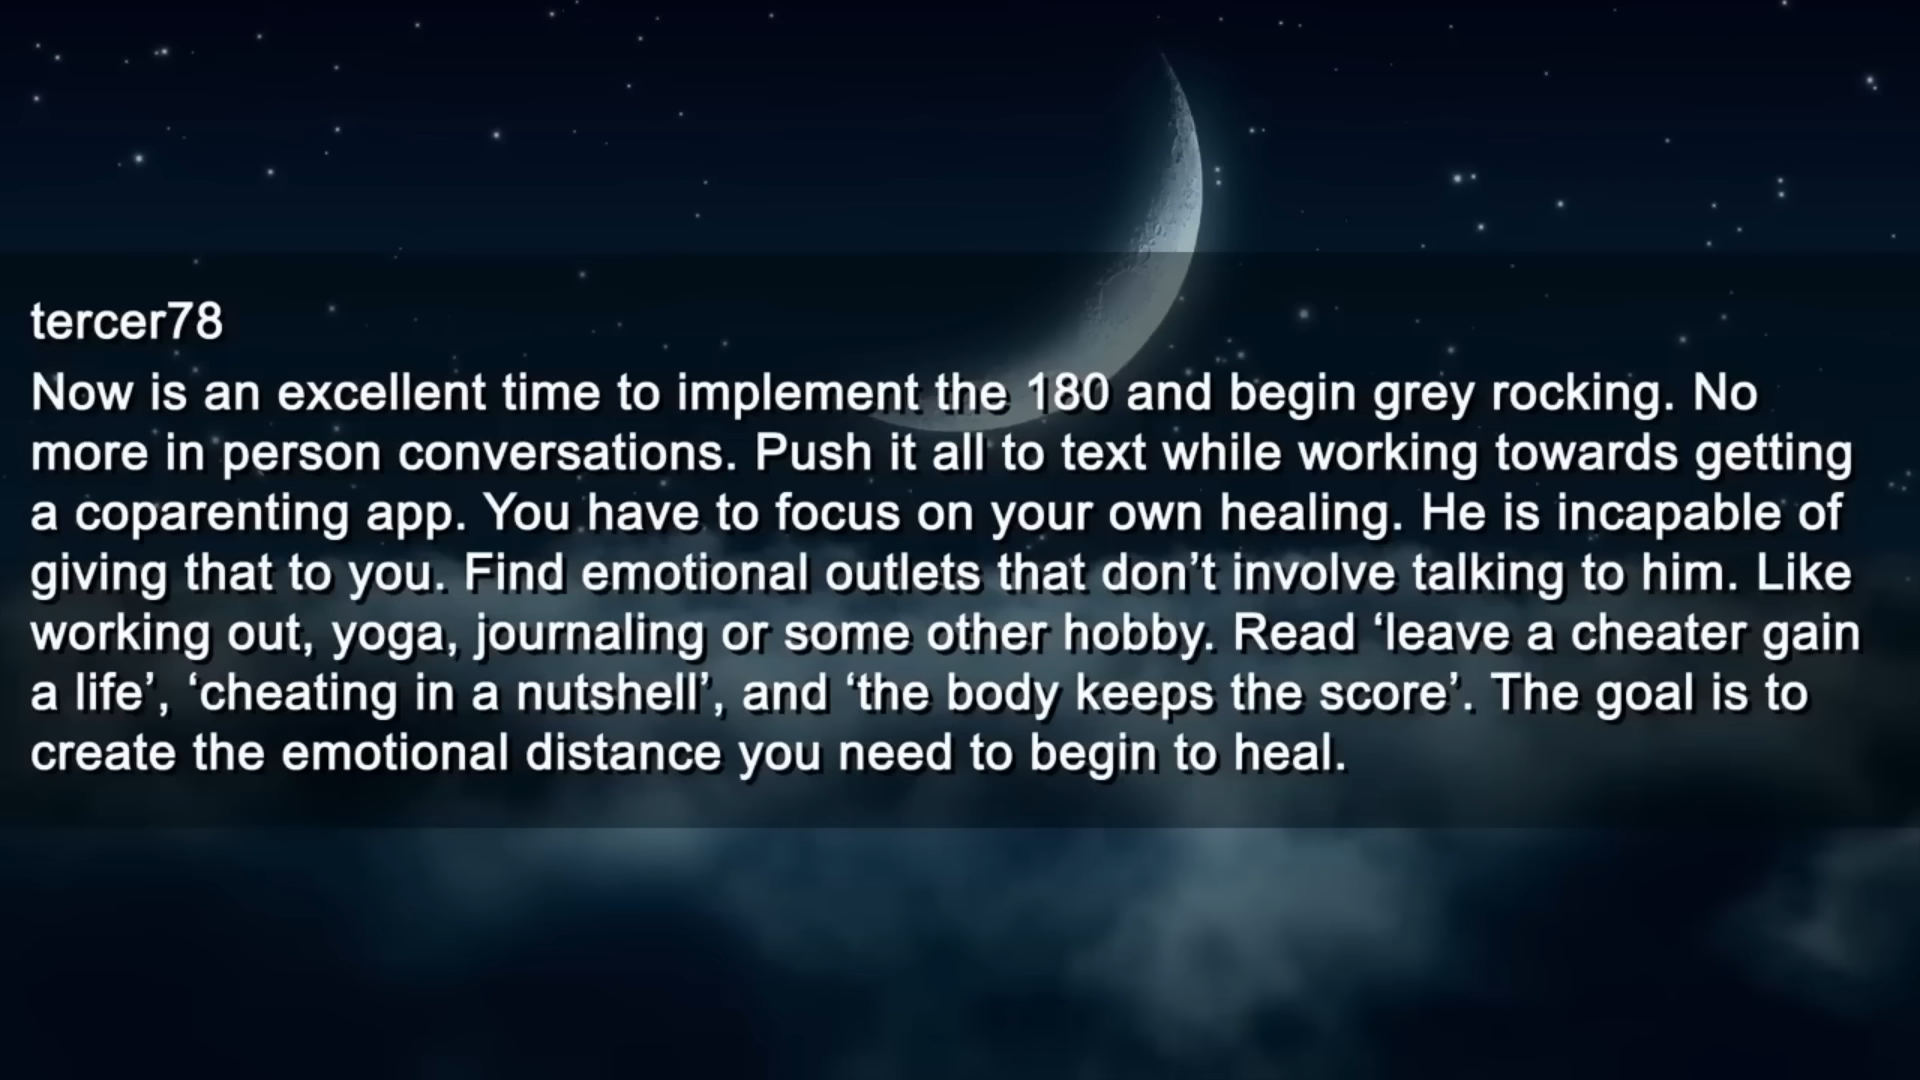 tercer78
Now is an excellent time to implement the 180 and begin grey rocking. No
more in person conversations. Push it all to text while working towards getting
a coparenting app. You have to focus on your own healing. He is incapable of
giving that to you. Find emotional outlets that don’t involve talking to him. Like
working out, yoga, journaling or some other hobby. Read ‘leave a cheater gain
a life’, ‘cheating in a nutshell’, and ‘the body keeps the score’. The goal is to
create the emotional distance you need to begin to heal.